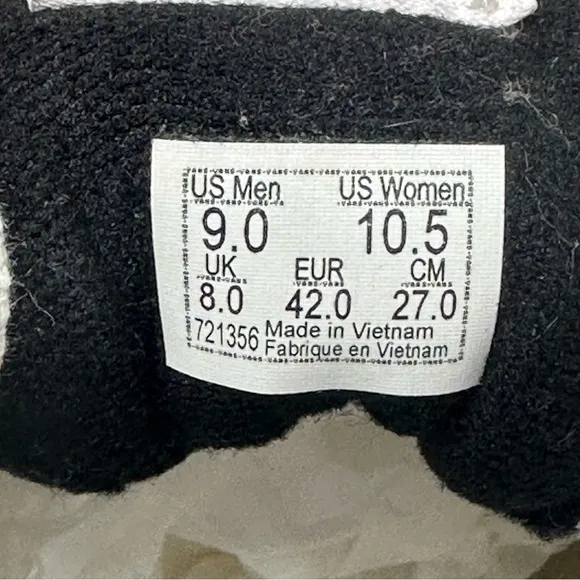 US Men US Women
9.0 10.5
UK EUR CM
8.0 42.0 27.0
721356 Made in Vietnam
Fabrique en Vietnam